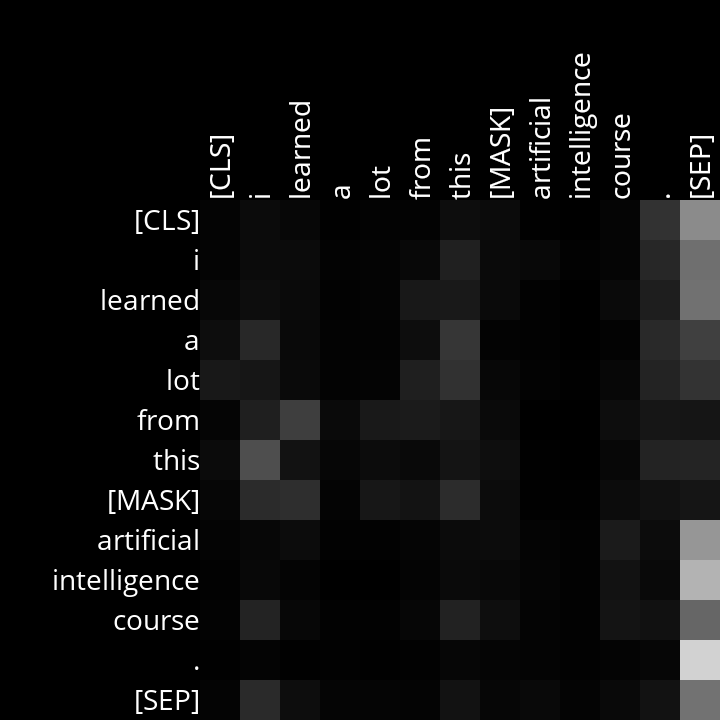 [CLS]
i
learned
a
lot
from
this
[MASK]
artificial
intelligence
course
.
[SEP]
[CLS]
i
learned
a
lot
from
this
[MASK]
artificial
intelligence
course
.
[SEP]